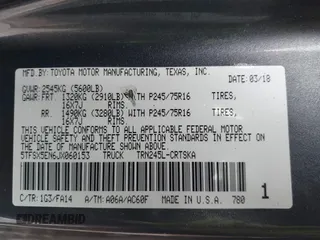 MFD.BY:TOYOTA MOTOR MANUFACTURING, TEXAS, INC.
03/18
GVWR:2545KG (5600LB)
GAWR:FRT. 1320KG (2910LB)WITH P245/75R16 TIRES,
16X7J RIMS.
RR. 1490KG (3280LB)WITH P245/75R16 TIRES,
16X7J RIMS.
THIS VEHICLE CONFORMS TO ALL APPLICABLE
FEDERAL MOTOR VEHICLE SAFETY AND
THEFT PREVENTION STANDARDS IN EFFECT ON
THE DATE OF MANUFACTURE SHOWN ABOVE.
5TFSX5EN6JX060153 TRUCK TRN245L-CRTSKA
1
C/TR:1G3/FA14 A/TM:A06A/AC60F MADE IN U.S.A. 780
DREAMBID